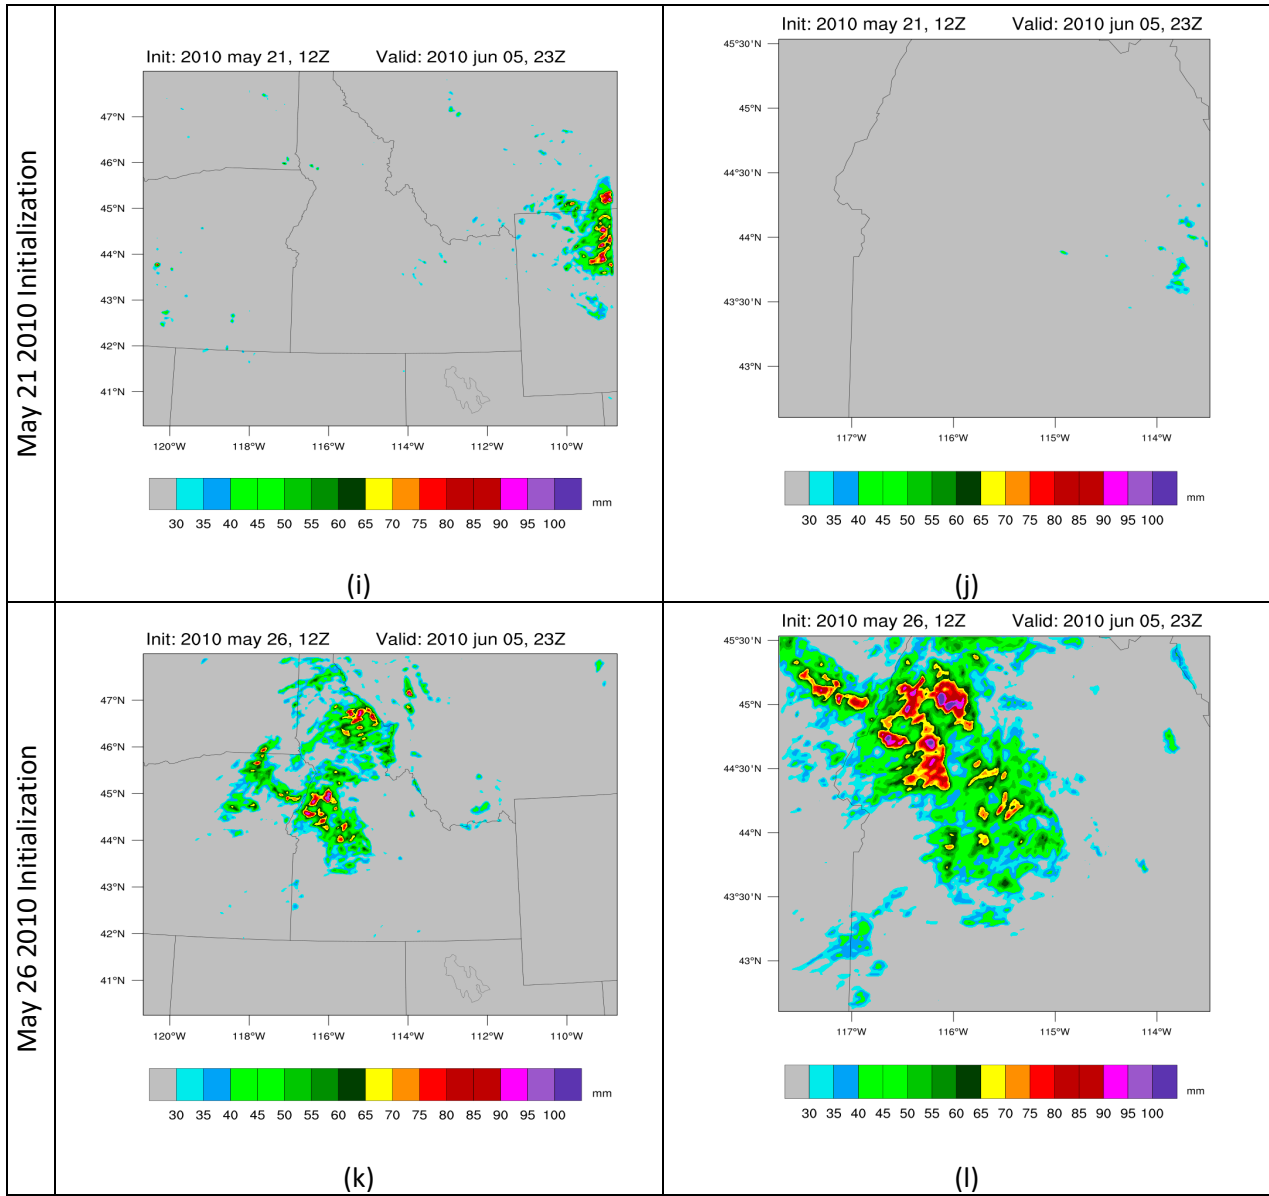 May 21 2010 Initialization
Init: 2010 may 21, 12Z Valid: 2010 jun 05, 23Z
47°N
46°N
45°N
44°N
43°N
42°N
41°N
120°W 118°W 116°W 114°W 112°W 110°W
30 35 40 45 50 55 60 65 70 75 80 85 90 95 100 mm
(i)
Init: 2010 may 21, 12Z Valid: 2010 jun 05, 23Z
45°30'N
45°N
44°30'N
44°N
43°30'N
43°N
117°W 116°W 115°W 114°W
30 35 40 45 50 55 60 65 70 75 80 85 90 95 100 mm
(j)
May 26 2010 Initialization
Init: 2010 may 26, 12Z Valid: 2010 jun 05, 23Z
47°N
46°N
45°N
44°N
43°N
42°N
41°N
120°W 118°W 116°W 114°W 112°W 110°W
30 35 40 45 50 55 60 65 70 75 80 85 90 95 100 mm
(k)
Init: 2010 may 26, 12Z Valid: 2010 jun 05, 23Z
45°30'N
45°N
44°30'N
44°N
43°30'N
43°N
117°W 116°W 115°W 114°W
30 35 40 45 50 55 60 65 70 75 80 85 90 95 100 mm
(l)